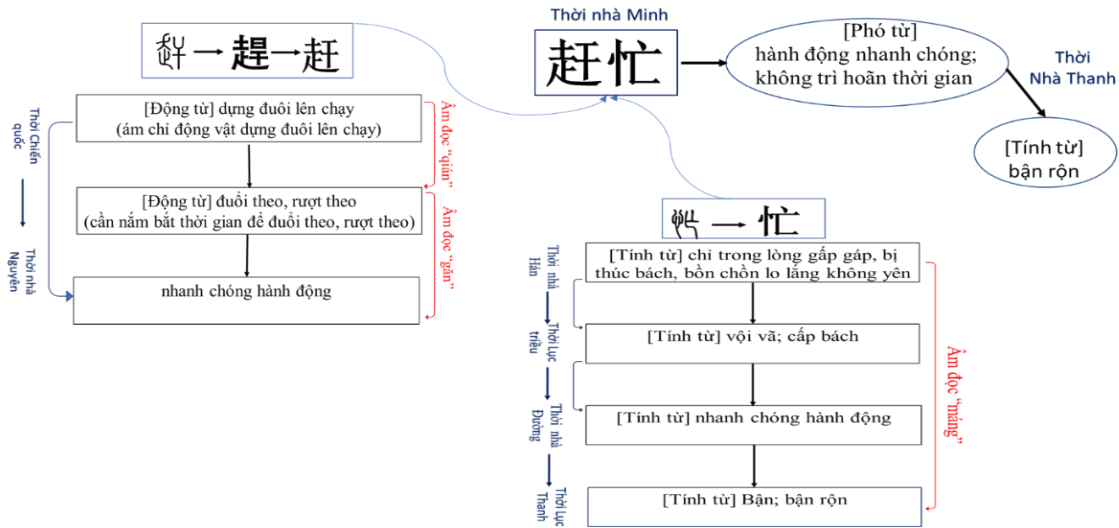 趕→赶
Thời Chiến
quốc
Thời nhà
Nguyên
[Động từ] dựng đuôi lên chạy
(ám chỉ động vật dựng đuôi lên chạy)
[Động từ] đuổi theo, rượt theo
(cần nắm bắt thời gian để đuổi theo, rượt theo)
nhanh chóng hành động
Âm đọc “qián”
Âm đọc “găn”
Thời nhà Minh
赶忙
[Phó từ]
hành động nhanh chóng;
không trì hoãn thời gian
Thời
Nhà Thanh
[Tính từ]
bận rộn
忙
Thời nhà
Hán
Thời Lục
triều
Thời nhà
Đường
Thời Lục
Thanh
[Tính từ] chỉ trong lòng gấp gáp, bị
thúc bách, bồn chồn lo lắng không yên
[Tính từ] vội vã; cấp bách
[Tính từ] nhanh chóng hành động
[Tính từ] Bận; bận rộn
Âm đọc “máng”